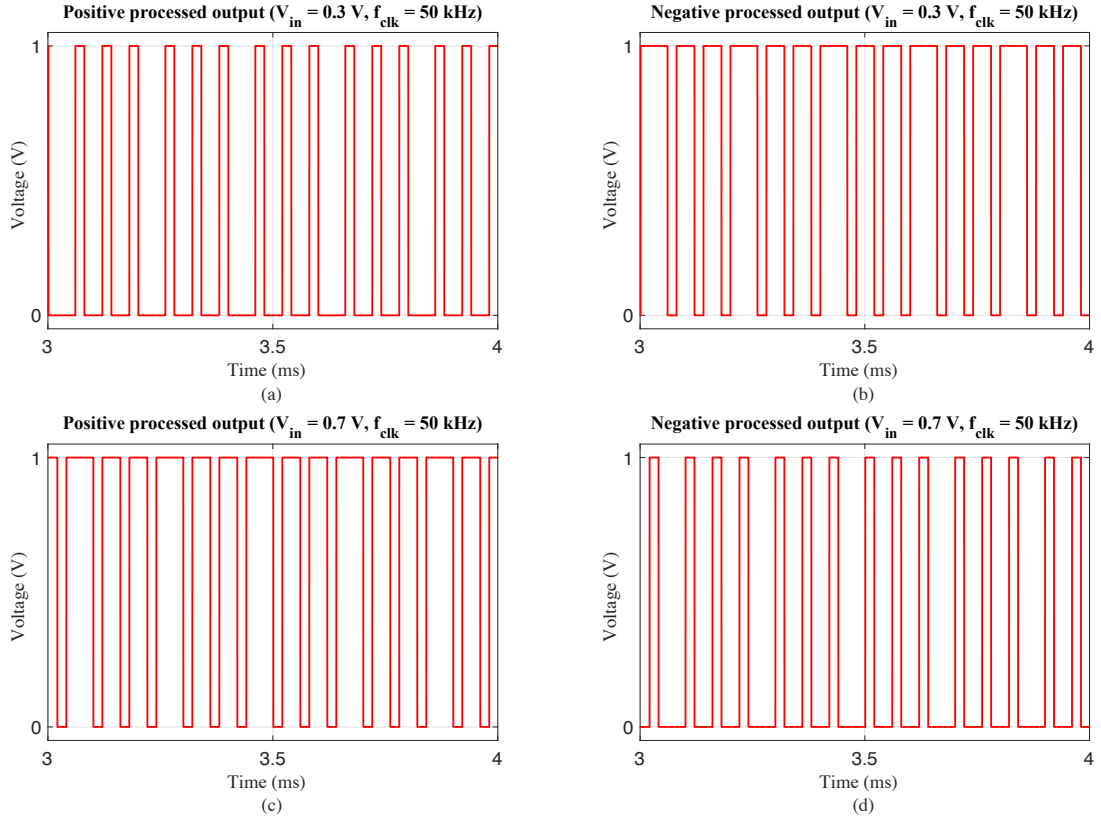 Positive processed output (V_in = 0.3 V, f_clk = 50 kHz)
1
Voltage (V)
0
3
3.5
4
Time (ms)
(a)
Negative processed output (V_in = 0.3 V, f_clk = 50 kHz)
1
Voltage (V)
0
3
3.5
4
Time (ms)
(b)
Positive processed output (V_in = 0.7 V, f_clk = 50 kHz)
1
Voltage (V)
0
3
3.5
4
Time (ms)
(c)
Negative processed output (V_in = 0.7 V, f_clk = 50 kHz)
1
Voltage (V)
0
3
3.5
4
Time (ms)
(d)